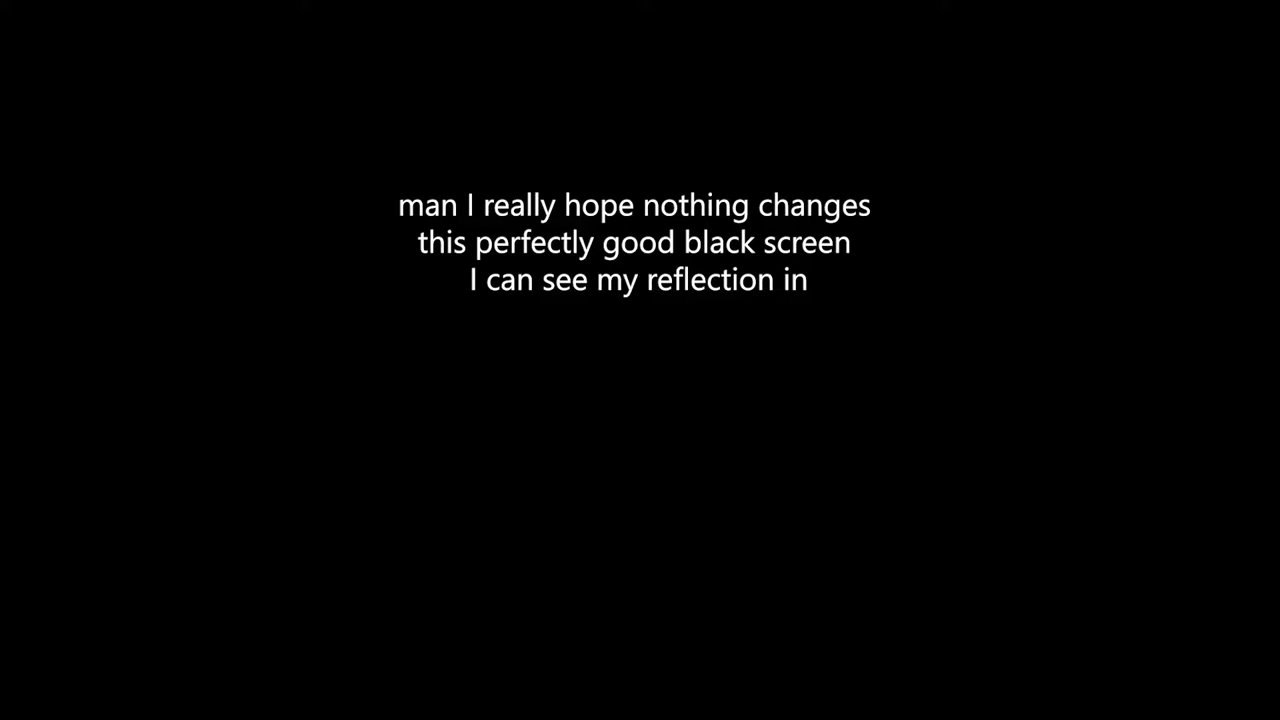 man I really hope nothing changes
this perfectly good black screen
I can see my reflection in